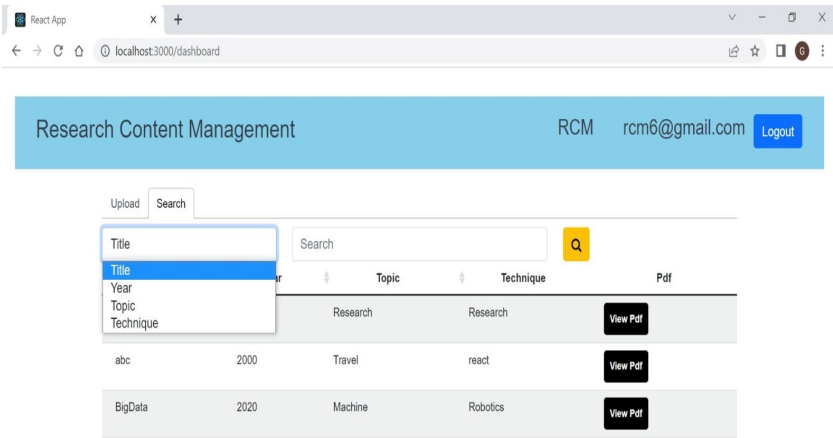 React App
localhost:3000/dashboard
G
Research Content Management RCM rcm6@gmail.com Logout
Upload Search
Title Search
Title
Year
Topic
Technique
Topic Technique Pdf
Research Research View Pdf
abc 2000 Travel react View Pdf
BigData 2020 Machine Robotics View Pdf